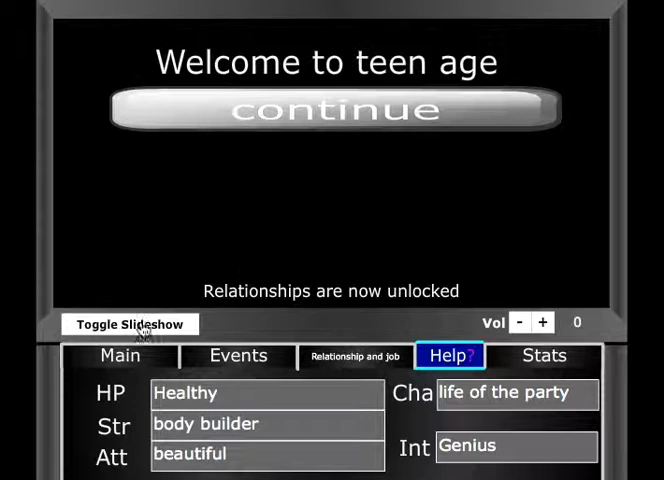 Welcome to teen age
continue
Relationships are now unlocked
Toggle Slideshow
Vol - + 0
Main Events Relationship and job Help? Stats
HP Healthy Cha life of the party
Str body builder
Att beautiful Int Genius